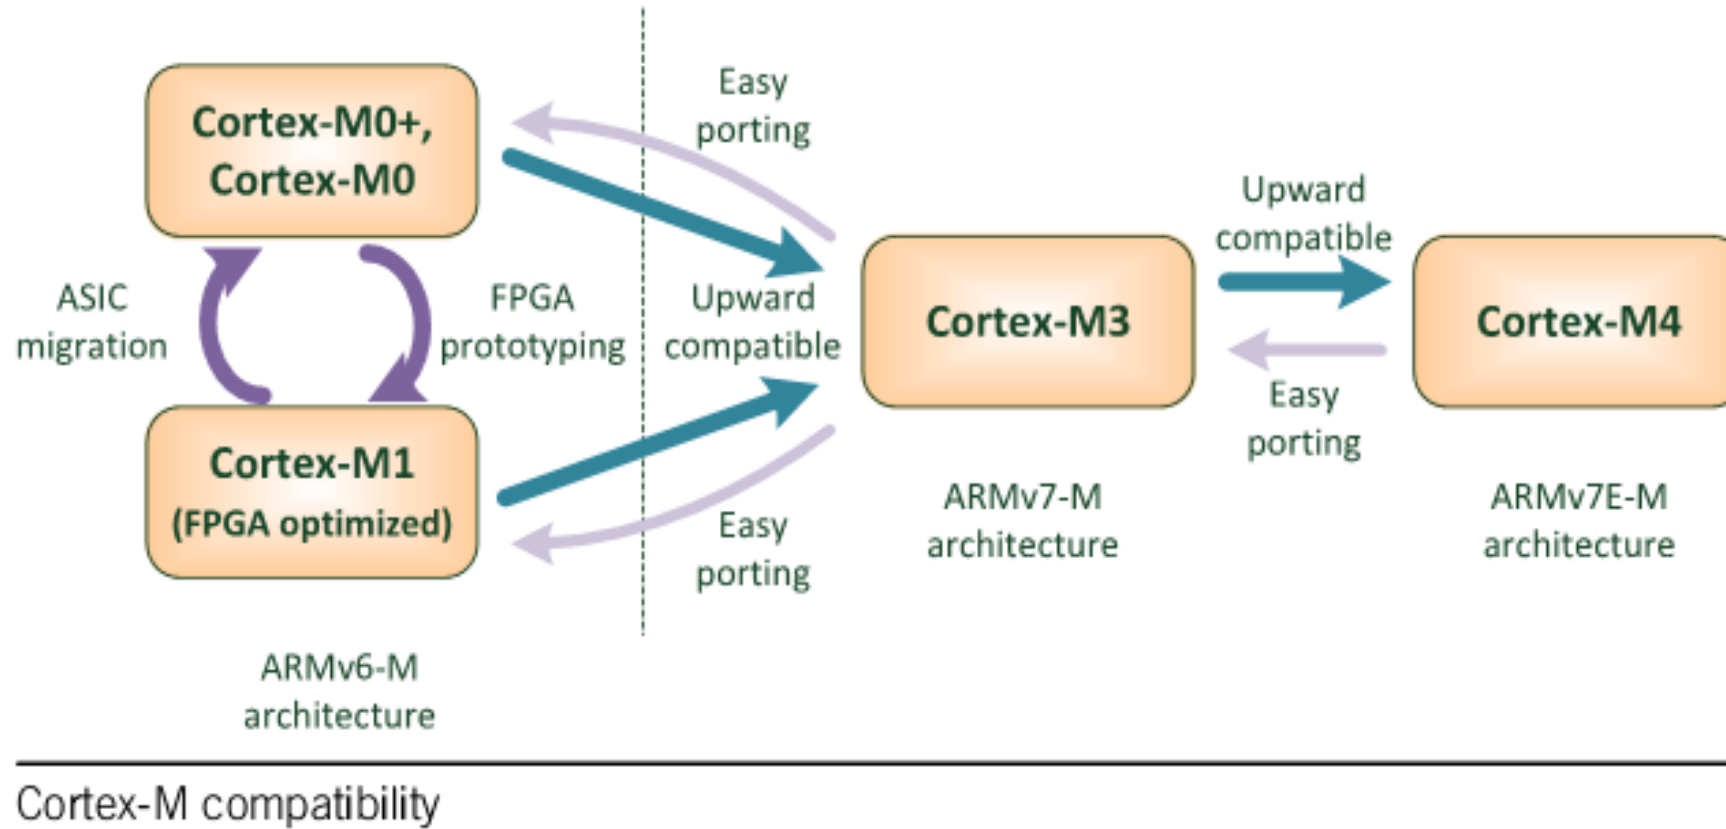 Cortex-M0+,
Cortex-M0
Easy
porting
ASIC
migration
FPGA
prototyping
Upward
compatible
Cortex-M1
(FPGA optimized)
Easy
porting
ARMv6-M
architecture
Cortex-M3
ARMv7-M
architecture
Upward
compatible
Easy
porting
Cortex-M4
ARMv7E-M
architecture
Cortex-M compatibility